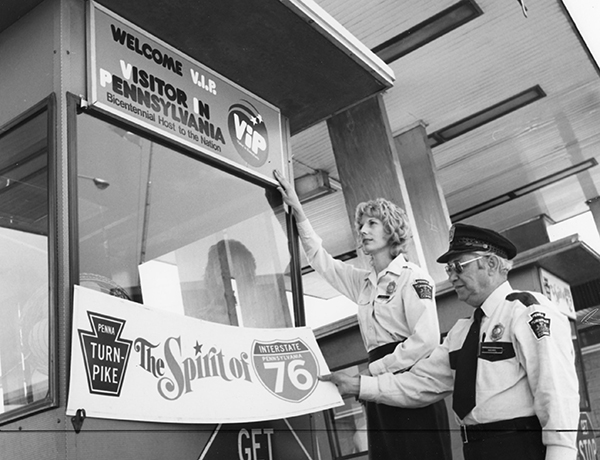 WELCOME V.I.P.
VISITOR IN
PENNSYLVANIA
Bicentennial Host to the Nation
ViP
PENNA
TURN-
PIKE
The Spirit of
INTERSTATE
PENNSYLVANIA
76
GET
STOP